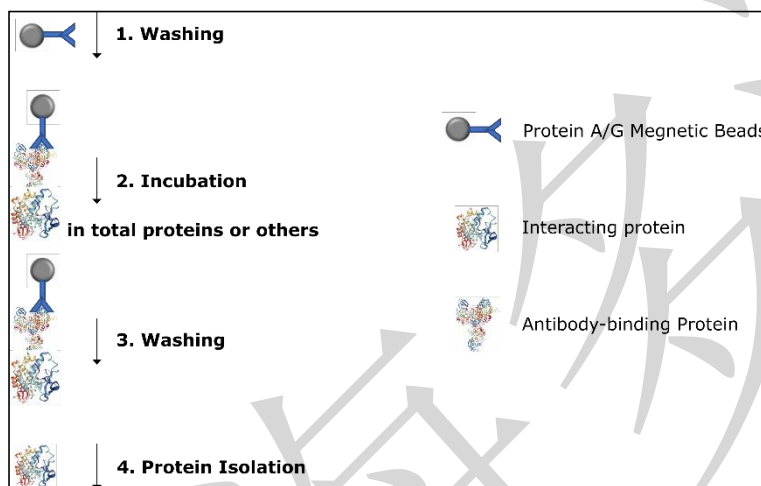 1. Washing
2. Incubation
in total proteins or others
3. Washing
4. Protein Isolation
Protein A/G Megnetic Beads
Interacting protein
Antibody-binding Protein